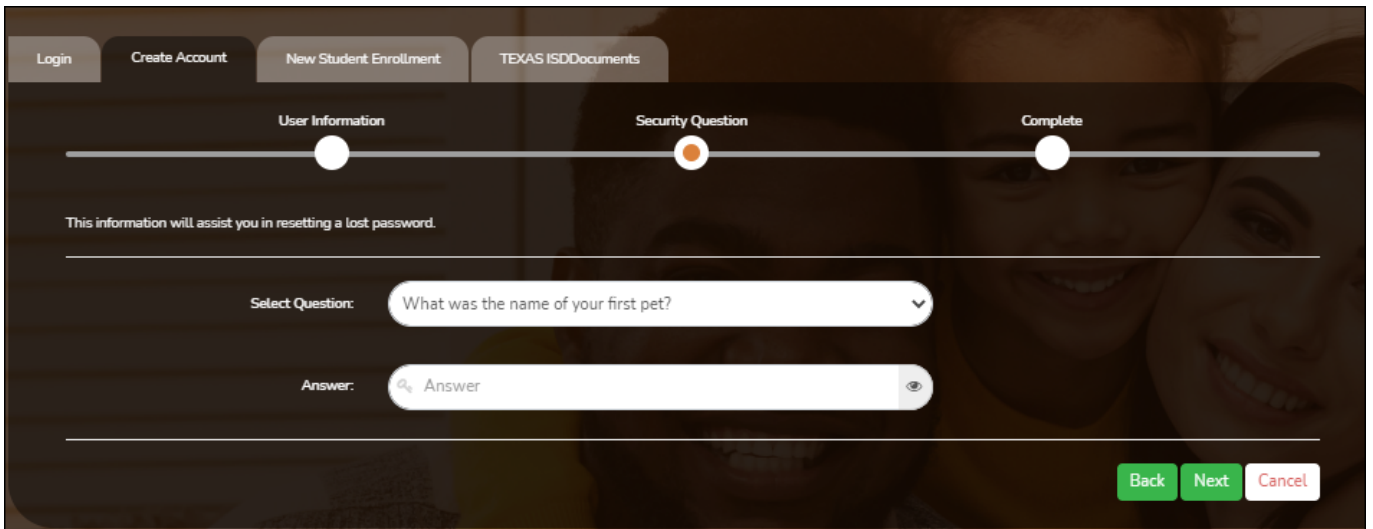 Login Create Account New Student Enrollment TEXAS ISDDocuments
User Information Security Question Complete
This information will assist you in resetting a lost password.
Select Question: What was the name of your first pet?
Answer: Answer
Back Next Cancel